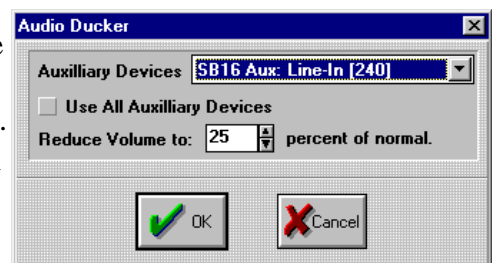 Audio Ducker
Auxilliary Devices SB16 Aux: Line-In [240]
Use All Auxilliary Devices
Reduce Volume to: 25 percent of normal.
OK Cancel